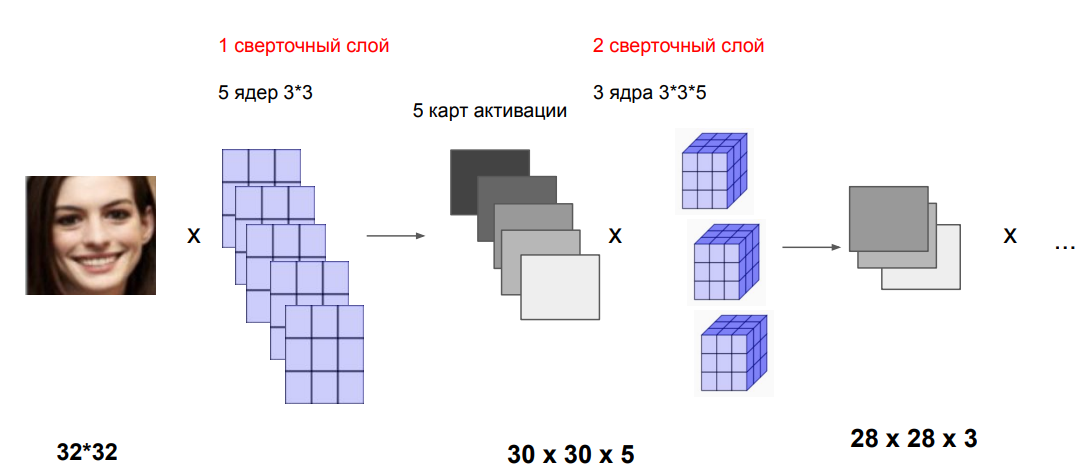 1 сверточный слой
2 сверточный слой
5 ядер 3*3
3 ядра 3*3*5
5 карт активации
x
x
x
...
32*32
30 x 30 x 5
28 x 28 x 3